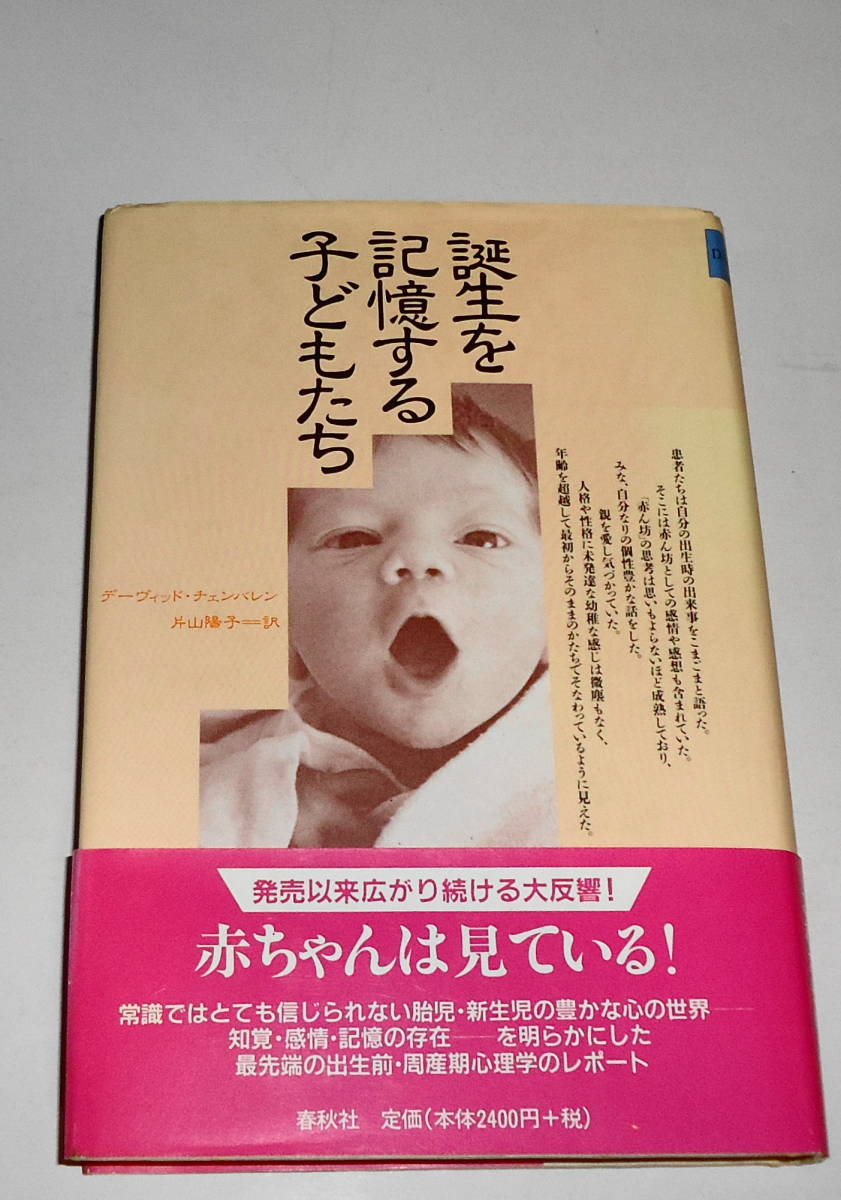 誕生を
記憶する
子どもたち
デーヴィッド・チェンバレン
片山陽子＝訳
患者たちは自分の出生時の出来事をこまごまと語った。
そこには赤ん坊としての感情や感想も含まれていた。
「赤ん坊」の思考は思いもよらないほど成熟しており、
みな、自分なりの個性豊かな話をした。
親を愛し気づかっていた。
人格や性格に未発達な幼稚な感じは微塵もなく、
年齢を超越して最初からそのままのかたちでそなわっているように見えた。
D
発売以来広がり続ける大反響！
赤ちゃんは見ている！
常識ではとても信じられない胎児・新生児の豊かな心の世界――
知覚・感情・記憶の存在――を明らかにした
最先端の出生前・周産期心理学のレポート
春秋社 定価（本体2400円＋税）